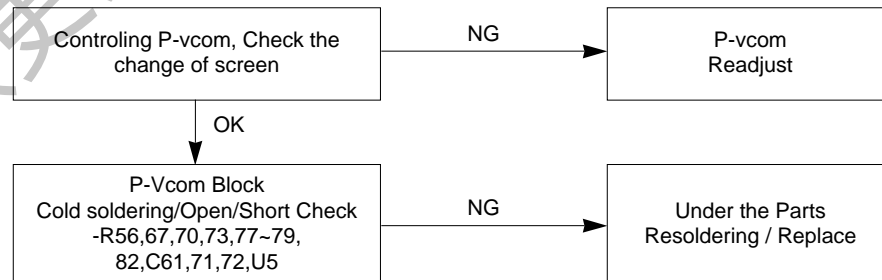 Controling P-vcom, Check the
change of screen
NG
P-vcom
Readjust
OK
P-Vcom Block
Cold soldering/Open/Short Check
-R56,67,70,73,77~79,
82,C61,71,72,U5
NG
Under the Parts
Resoldering / Replace